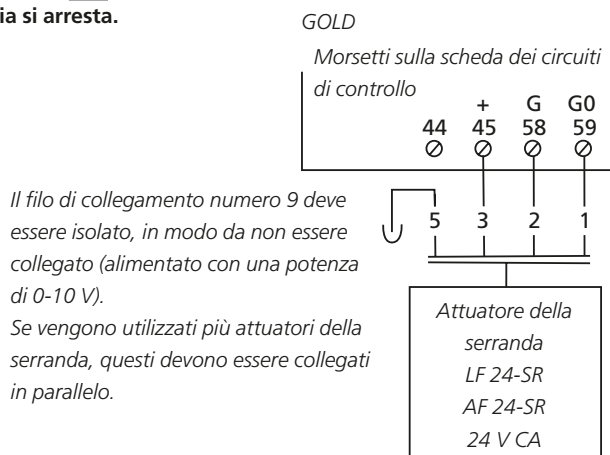 ia si arresta.
GOLD
Morsetti sulla scheda dei circuiti
di controllo
+ G G0
44 45 58 59
Il filo di collegamento numero 9 deve
essere isolato, in modo da non essere
collegato (alimentato con una potenza
di 0-10 V).
Se vengono utilizzati più attuatori della
serranda, questi devono essere collegati
in parallelo.
5 3 2 1
Attuatore della
serranda
LF 24-SR
AF 24-SR
24 V CA